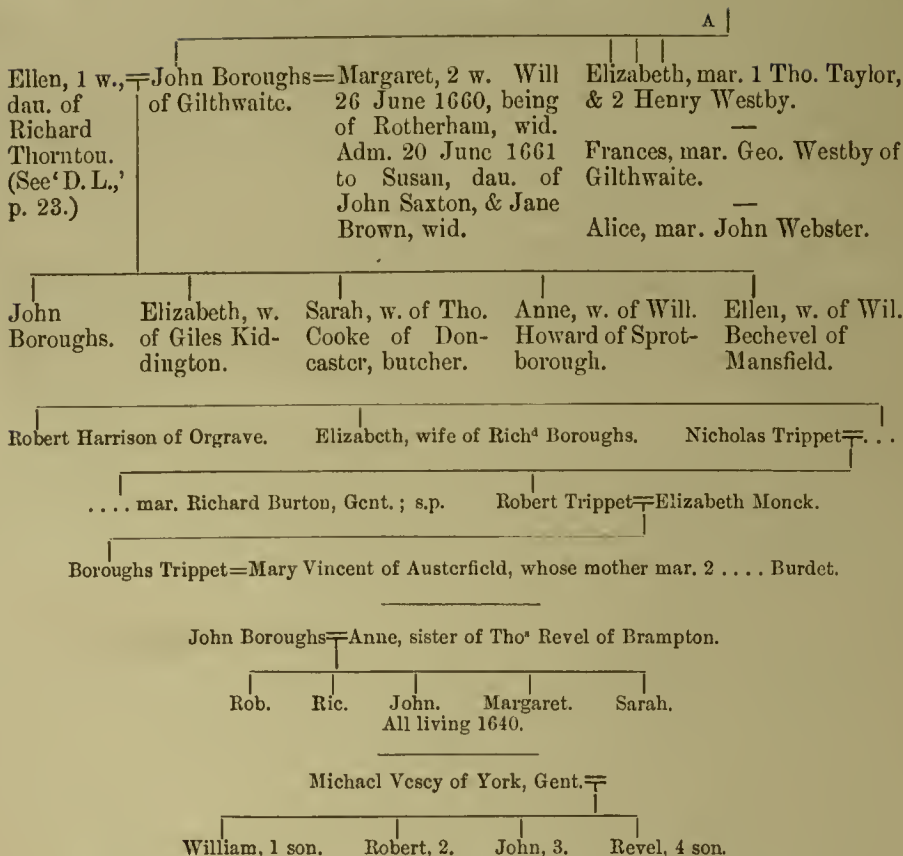 A
Ellen, 1 w.,
dau. of
Richard
Thorntou.
(See ‘D. L.,’
p. 23.)
John Boroughs
of Gilthwaite.
Margaret, 2 w. Will
26 June 1660, being
of Rotherham, wid.
Adm. 20 June 1661
to Susan, dau. of
John Saxton, & Jane
Brown, wid.
Elizabeth, mar. 1 Tho. Taylor,
& 2 Henry Westby.
—
Frances, mar. Geo. Westby of
Gilthwaite.
—
Alice, mar. John Webster.
John
Boroughs.
Elizabeth, w.
of Giles Kid-
dington.
Sarah, w. of Tho.
Cooke of Don-
caster, butcher.
Anne, w. of Will.
Howard of Sprot-
borough.
Ellen, w. of Wil.
Bechevel of
Mansfield.
Robert Harrison of Orgrave. Elizabeth, wife of Richᵈ Boroughs. Nicholas Trippet=. . .
. . . . mar. Richard Burton, Gent. ; s.p. Robert Trippet=Elizabeth Monck.
Boroughs Trippet=Mary Vincent of Austerfield, whose mother mar. 2 . . . . Burdet.
John Boroughs=Anne, sister of Thoˢ Revel of Brampton.
Rob. Ric. John. Margaret. Sarah.
All living 1640.
Michael Vescy of York, Gent.=
William, 1 son. Robert, 2. John, 3. Revel, 4 son.